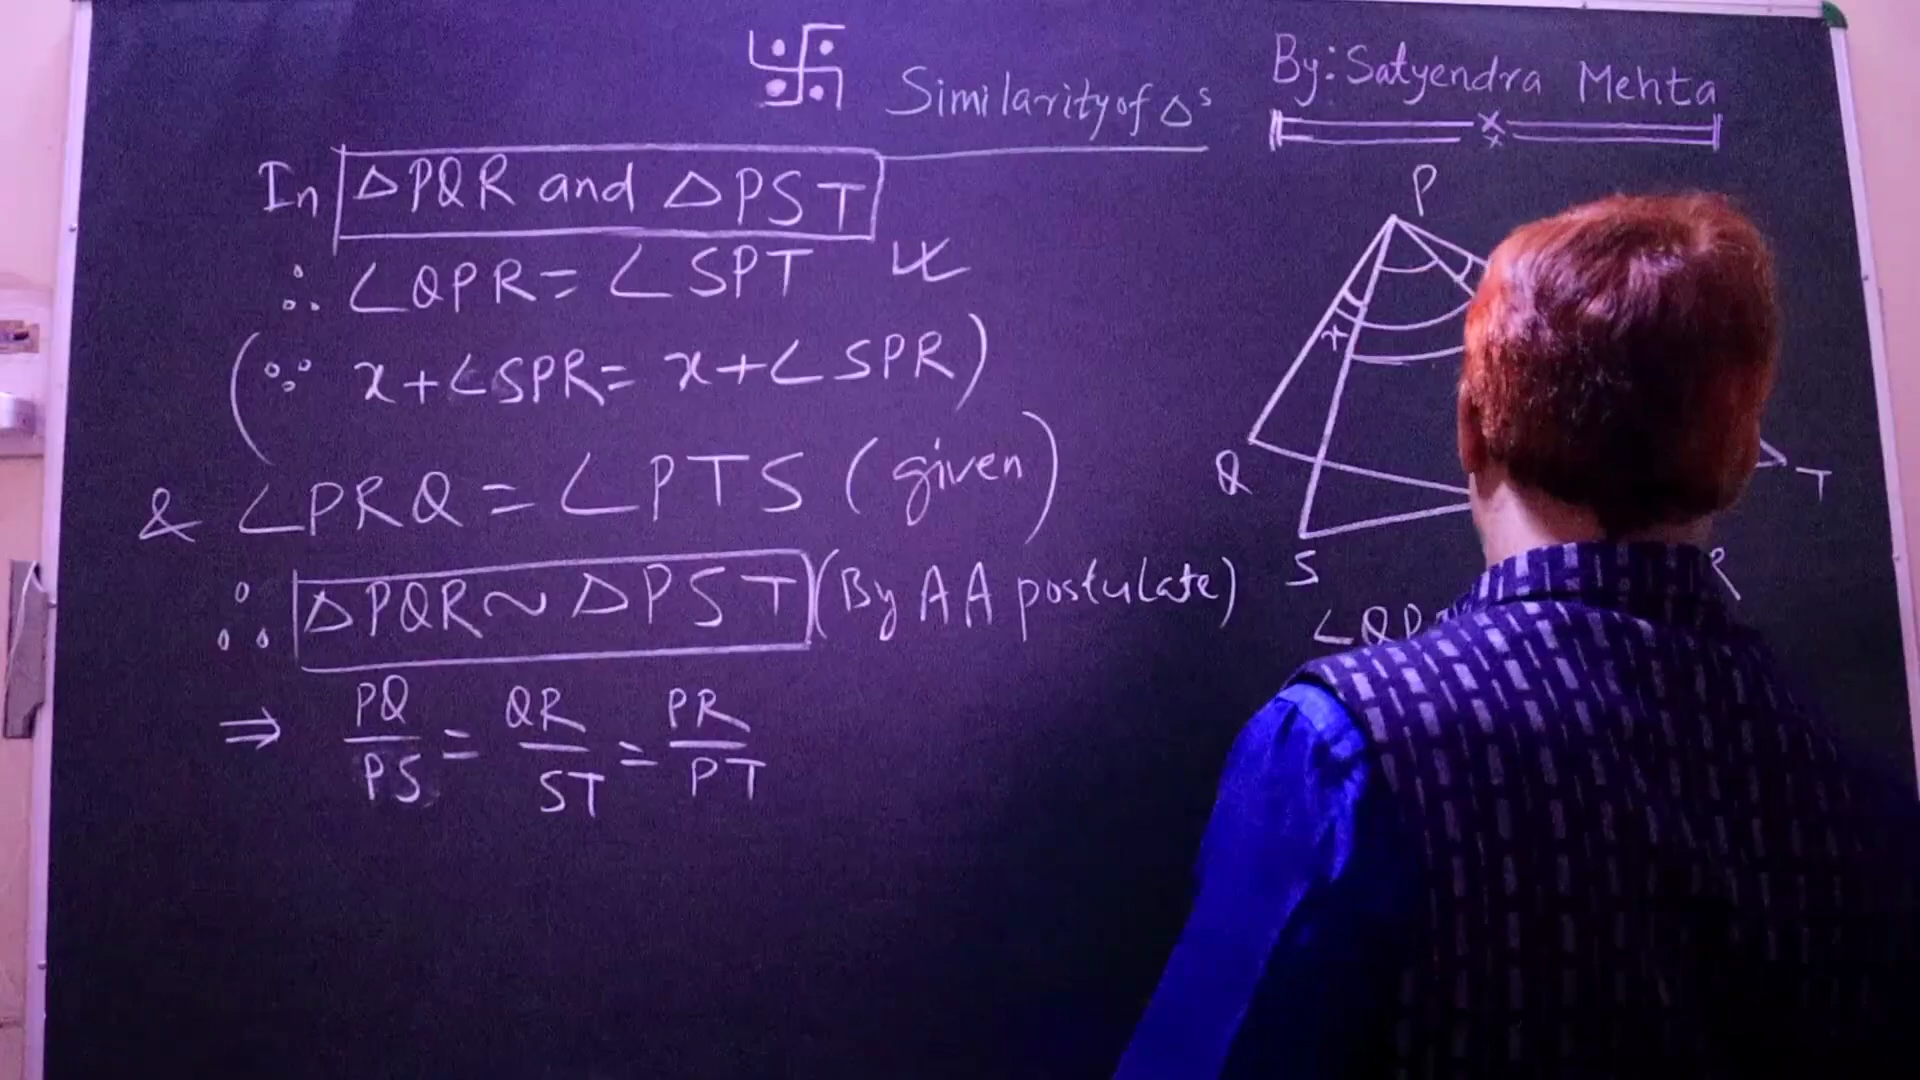 Similarity of Δs
By: Satyendra Mehta
In ΔPQR and ΔPST
∴ ∠QPR = ∠SPT
(∵ x+∠SPR = x+∠SPR)
& ∠PRQ = ∠PTS (given)
∴ ΔPQR ~ ΔPST (By AA postulate)
⇒ PQ/PS = QR/ST = PR/PT
P
x
Q
T
S
R
∠QP